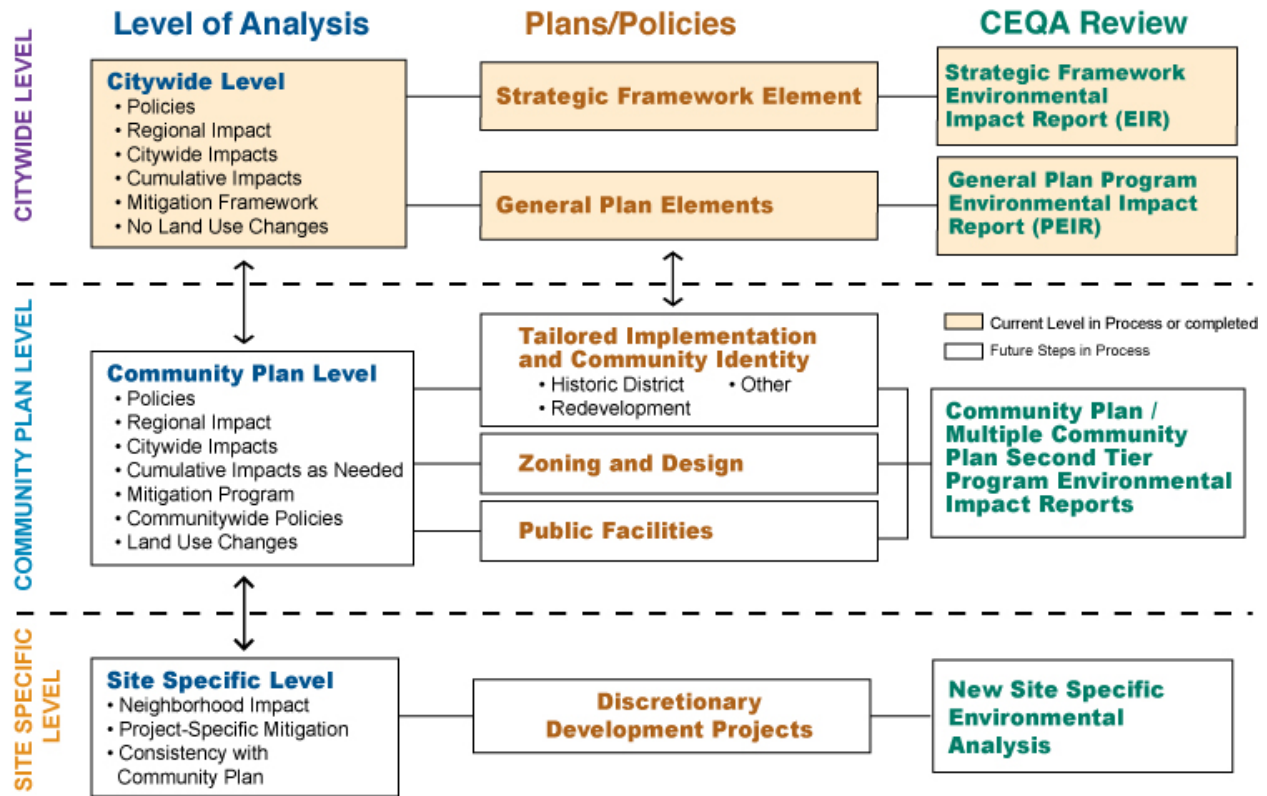 Level of Analysis
Plans/Policies
CEQA Review
CITYWIDE LEVEL
Citywide Level
• Policies
• Regional Impact
• Citywide Impacts
• Cumulative Impacts
• Mitigation Framework
• No Land Use Changes
Strategic Framework Element
General Plan Elements
Strategic Framework
Environmental
Impact Report (EIR)
General Plan Program
Environmental Impact
Report (PEIR)
COMMUNITY PLAN LEVEL
Community Plan Level
• Policies
• Regional Impact
• Citywide Impacts
• Cumulative Impacts as Needed
• Mitigation Program
• Communitywide Policies
• Land Use Changes
Tailored Implementation
and Community Identity
• Historic District • Other
• Redevelopment
Zoning and Design
Public Facilities
Current Level in Process or completed
Future Steps in Process
Community Plan /
Multiple Community
Plan Second Tier
Program Environmental
Impact Reports
SITE SPECIFIC
LEVEL
Site Specific Level
• Neighborhood Impact
• Project-Specific Mitigation
• Consistency with
Community Plan
Discretionary
Development Projects
New Site Specific
Environmental
Analysis